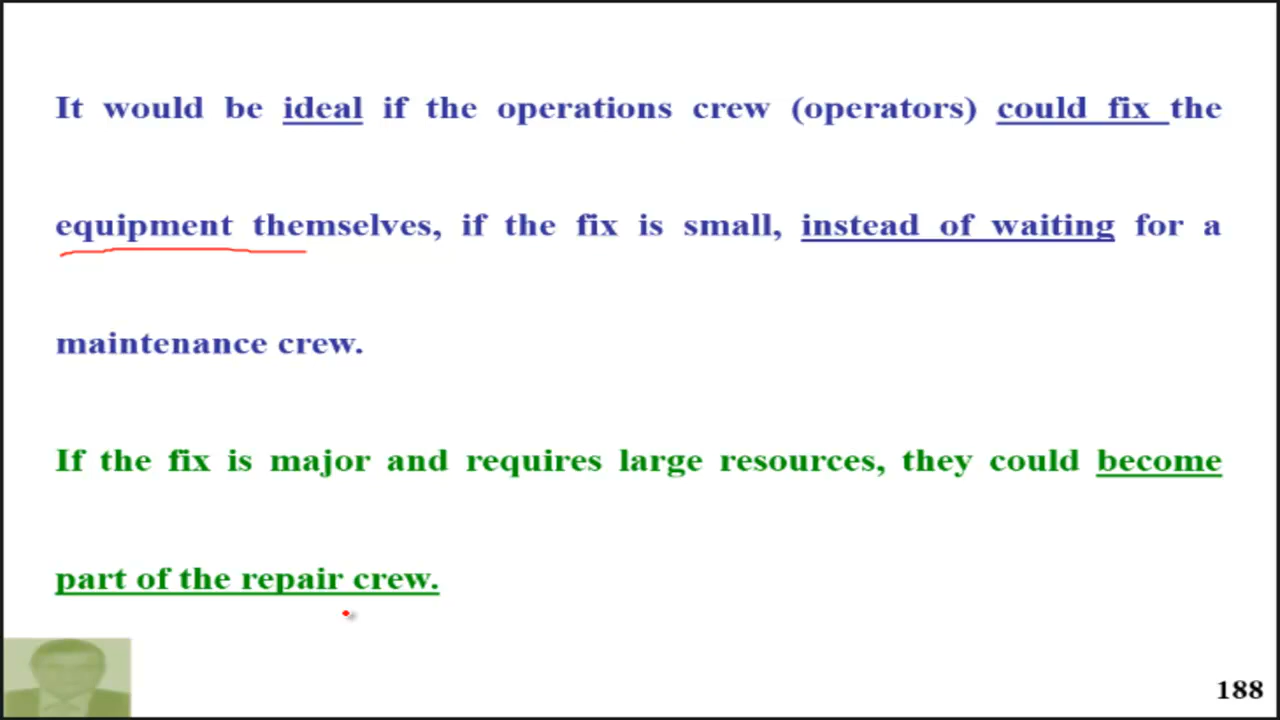 It would be ideal if the operations crew (operators) could fix the
equipment themselves, if the fix is small, instead of waiting for a
maintenance crew.
If the fix is major and requires large resources, they could become
part of the repair crew.
188